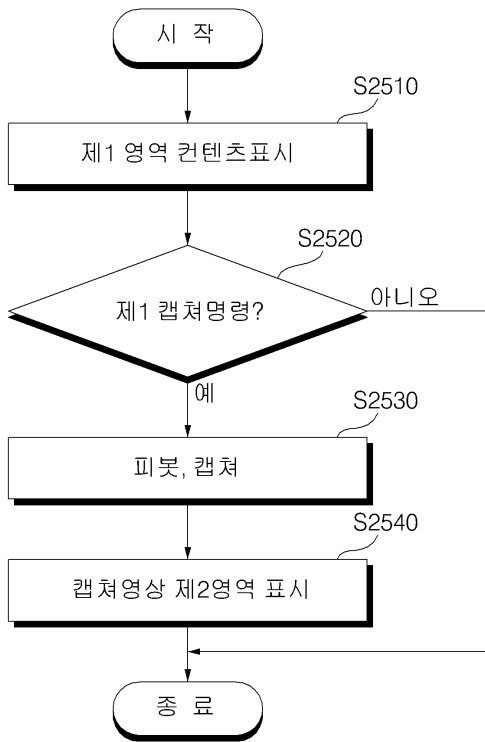 시 작
S2510
제1 영역 컨텐츠표시
S2520
제1 캡쳐명령?
아니오
예
S2530
피봇, 캡쳐
S2540
캡쳐영상 제2영역 표시
종 료